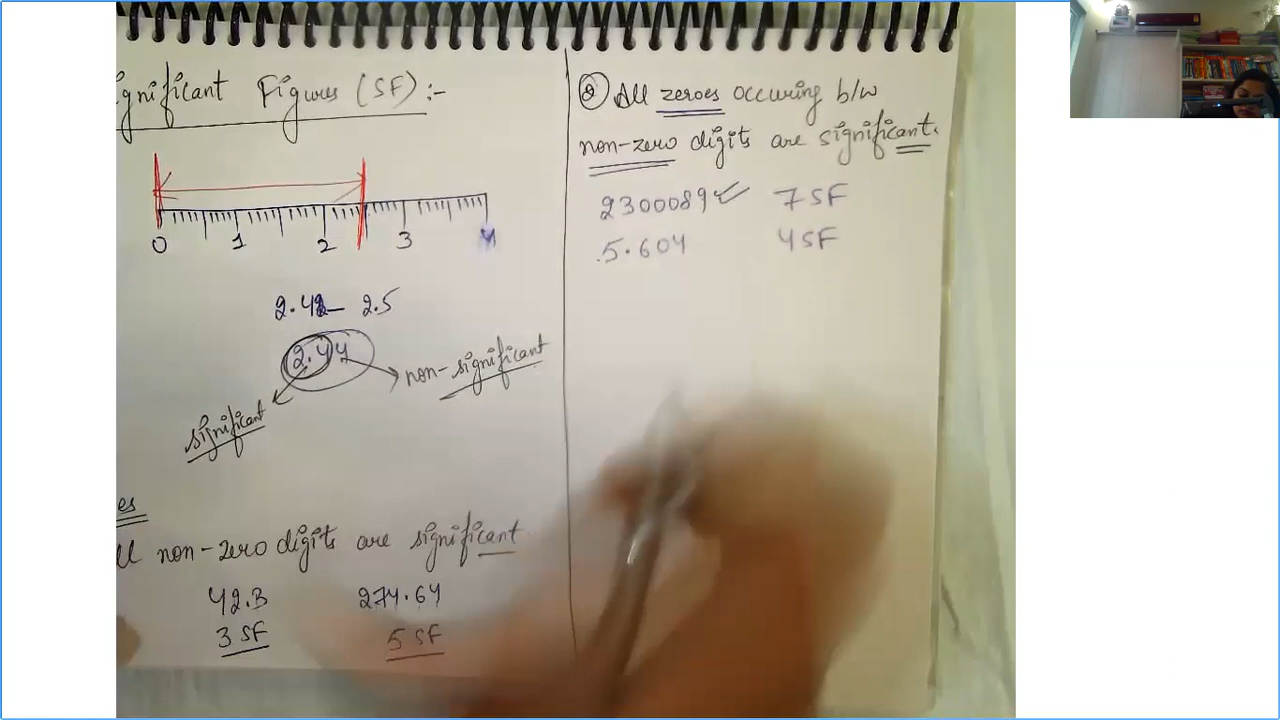 gnificant Figures (SF):-
0 1 2 3 4
2.42- 2.5
2.44
non-significant
significant
es
ll non-zero digits are significant
42.3 274.64
3 SF 5 SF
② All zeroes occuring b/w
non-zero digits are significant.
2300089 ✓ 7 SF
5.604 4 SF